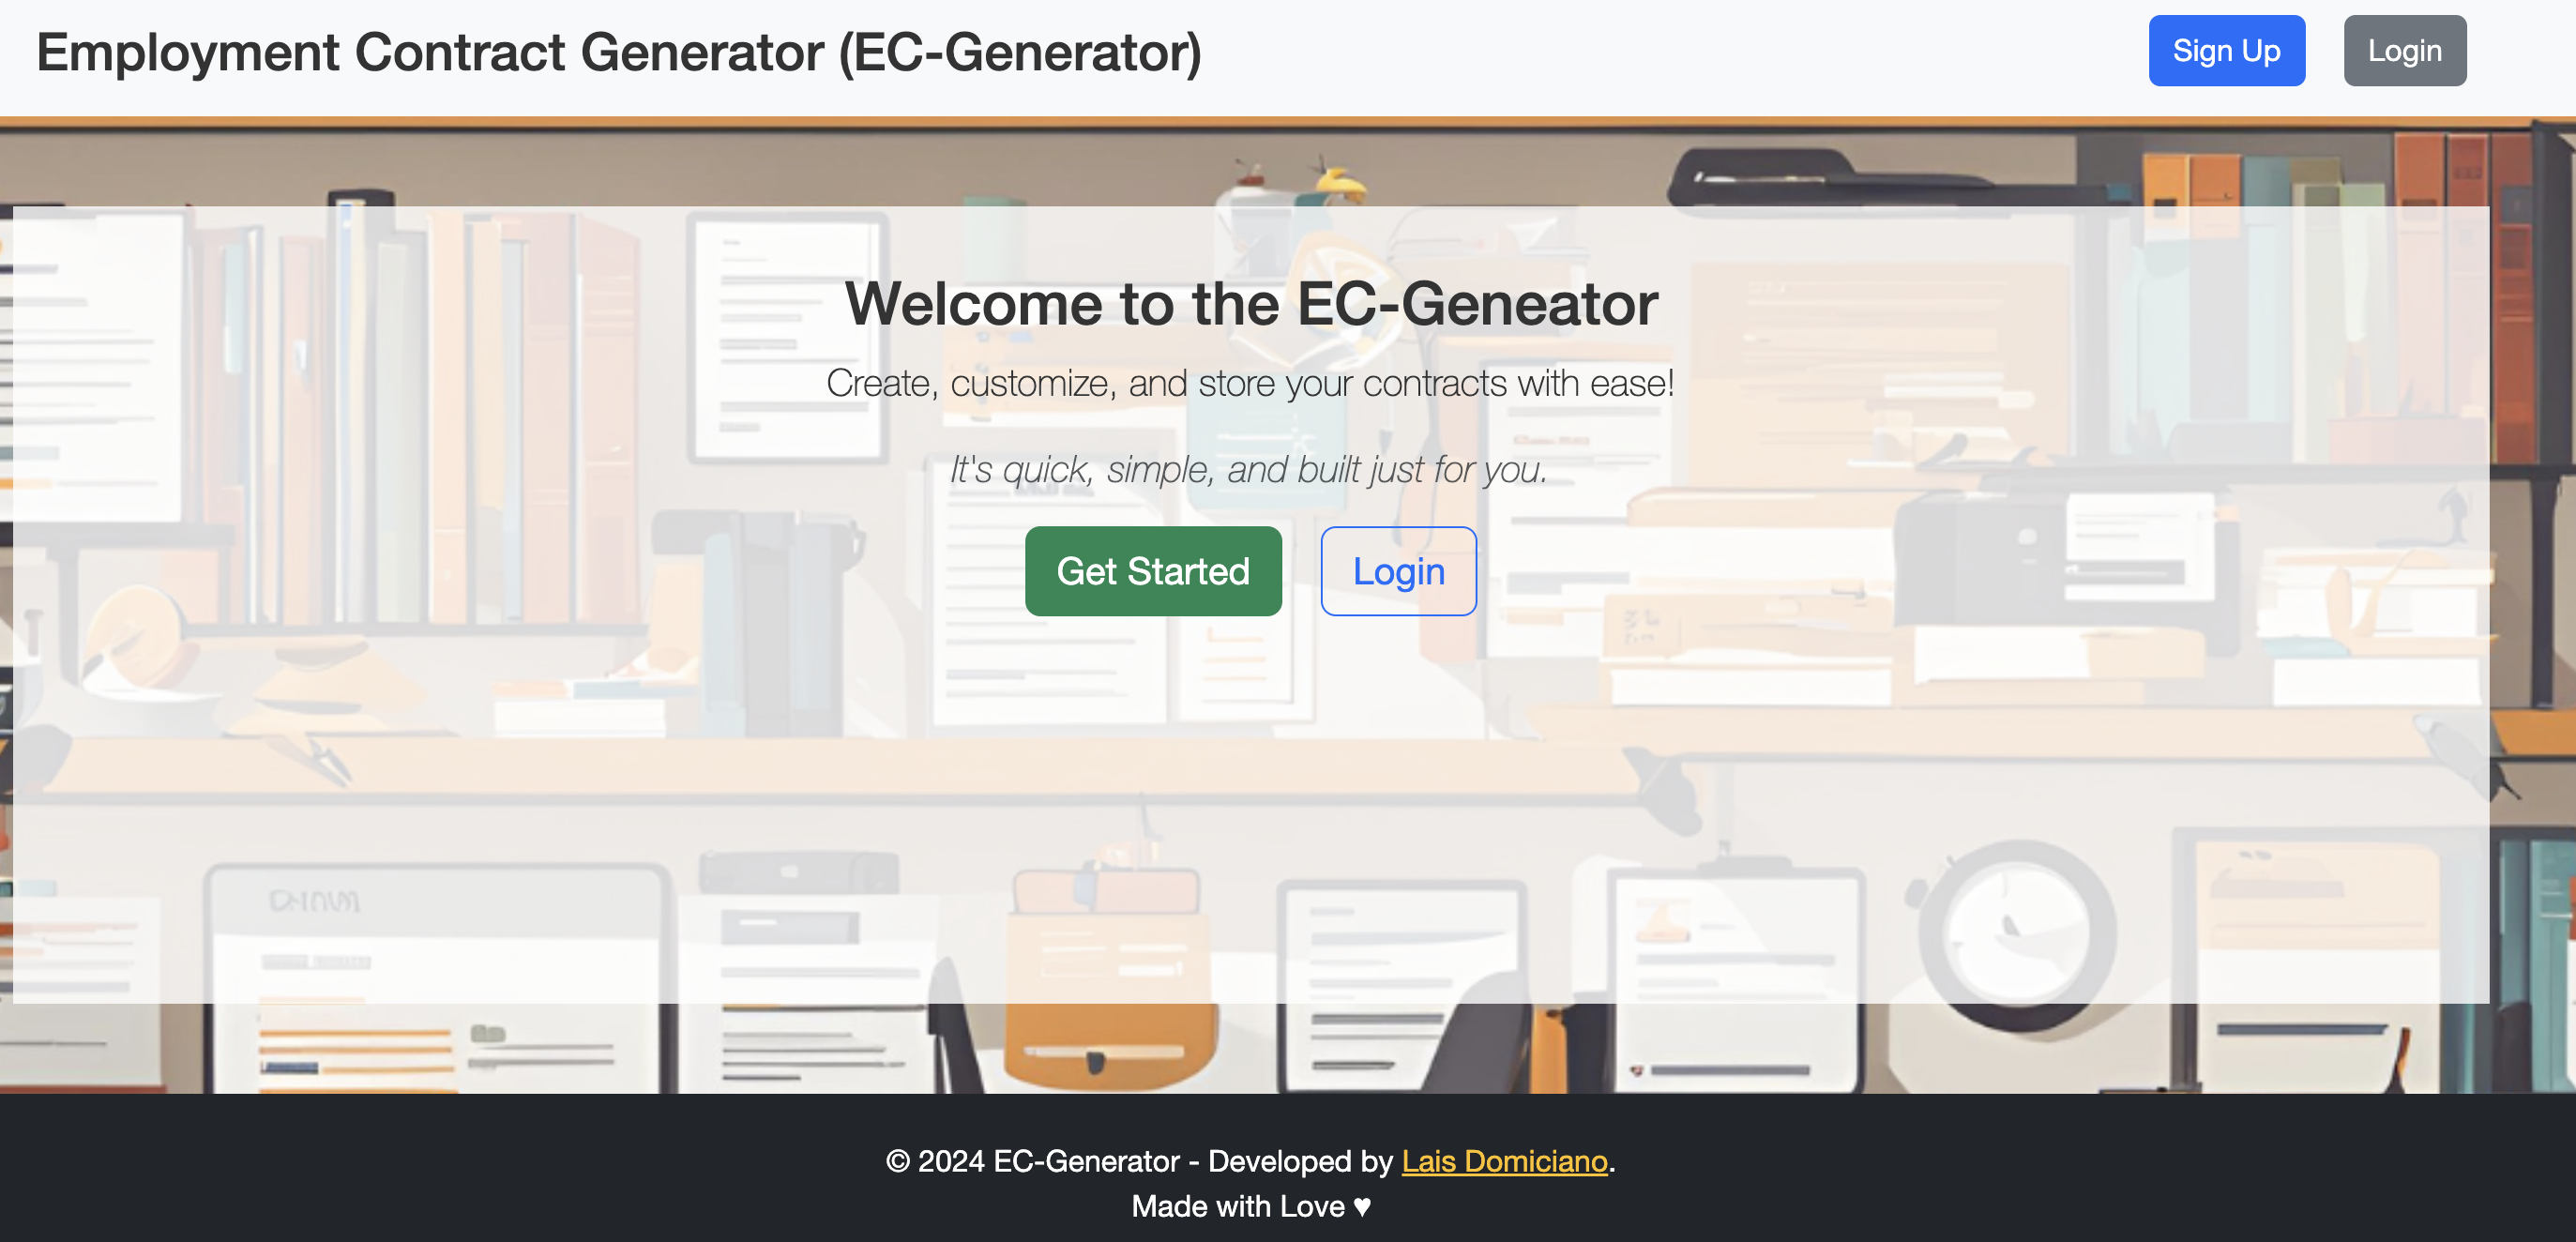 Employment Contract Generator (EC-Generator)
Sign Up
Login
Welcome to the EC-Geneator
Create, customize, and store your contracts with ease!
It's quick, simple, and built just for you.
Get Started
Login
© 2024 EC-Generator - Developed by Lais Domiciano.
Made with Love ♥